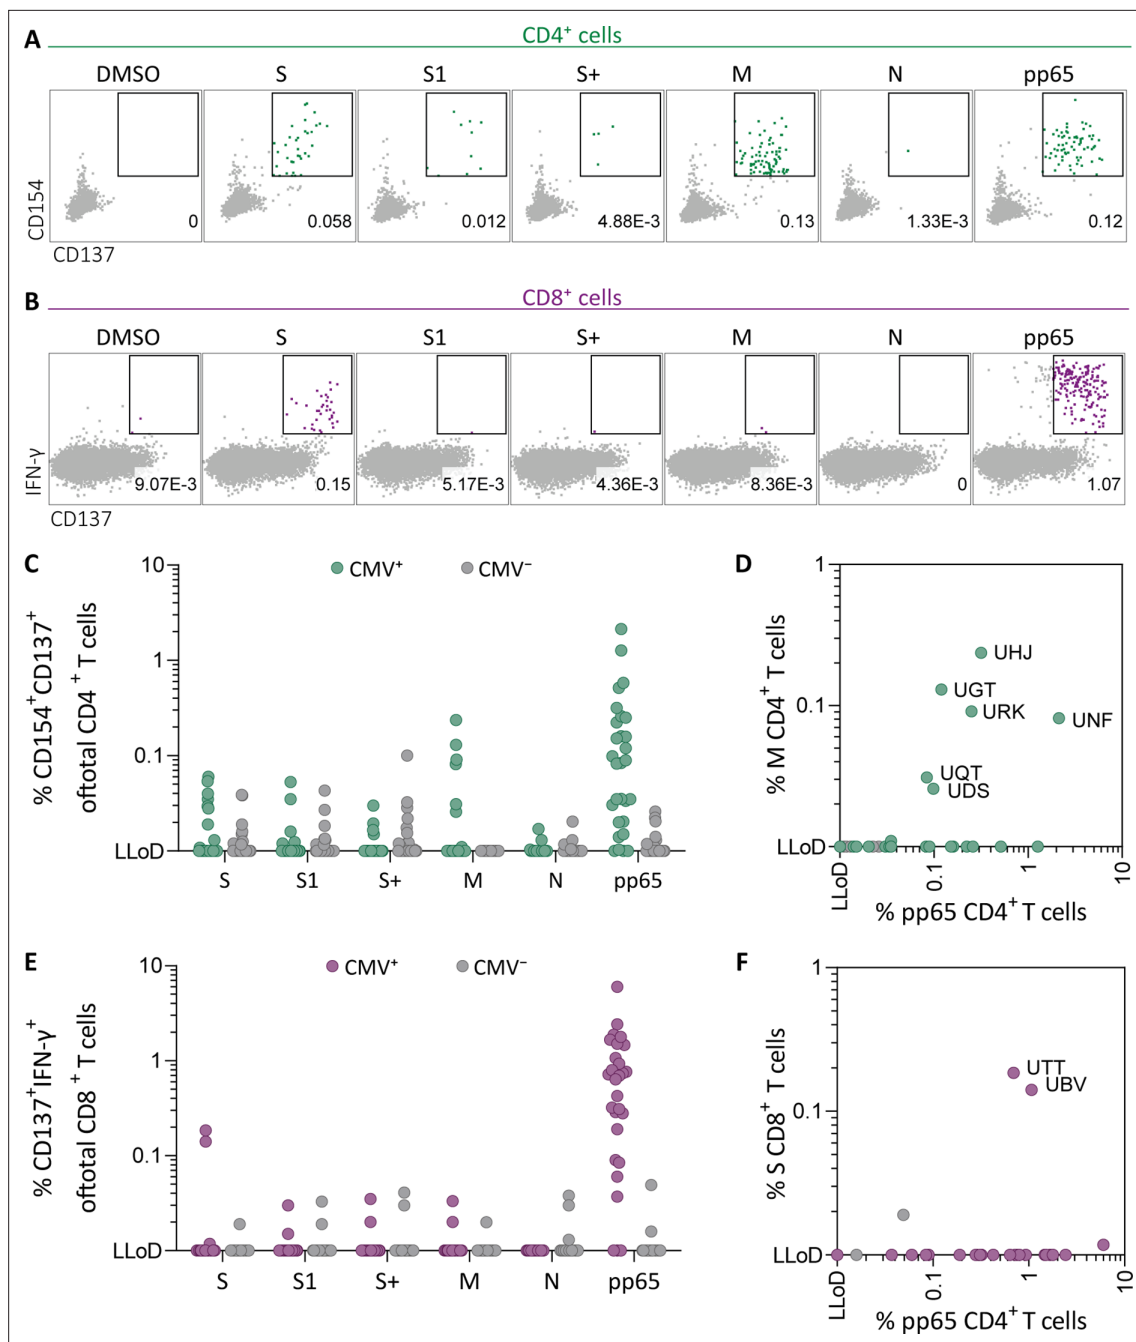 A
CD4⁺ cells
DMSO S S1 S+ M N pp65
CD154
0 0.058 0.012 4.88E-3 0.13 1.33E-3 0.12
CD137
B
CD8⁺ cells
DMSO S S1 S+ M N pp65
IFN-γ
9.07E-3 0.15 5.17E-3 4.36E-3 8.36E-3 0 1.07
CD137
C
CMV⁺ CMV⁻
% CD154⁺CD137⁺
oftotal CD4⁺ T cells
10
1
0.1
LLoD
S S1 S+ M N pp65
D
% M CD4⁺ T cells
1
0.1
LLoD
UHJ
UGT
URK
UNF
UQT
UDS
LLoD 0.1 1 10
% pp65 CD4⁺ T cells
E
CMV⁺ CMV⁻
% CD137⁺IFN-γ⁺
oftotal CD8⁺ T cells
10
1
0.1
LLoD
S S1 S+ M N pp65
F
% S CD8⁺ T cells
1
0.1
LLoD
UTT
UBV
LLoD 0.1 1 10
% pp65 CD4⁺ T cells